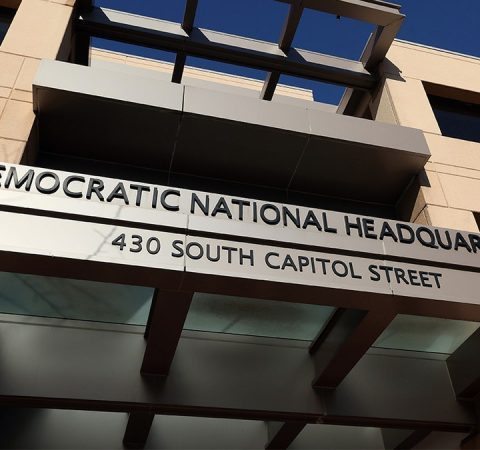 EMOCRATIC NATIONAL HEADQUAR
430 SOUTH CAPITOL STREET